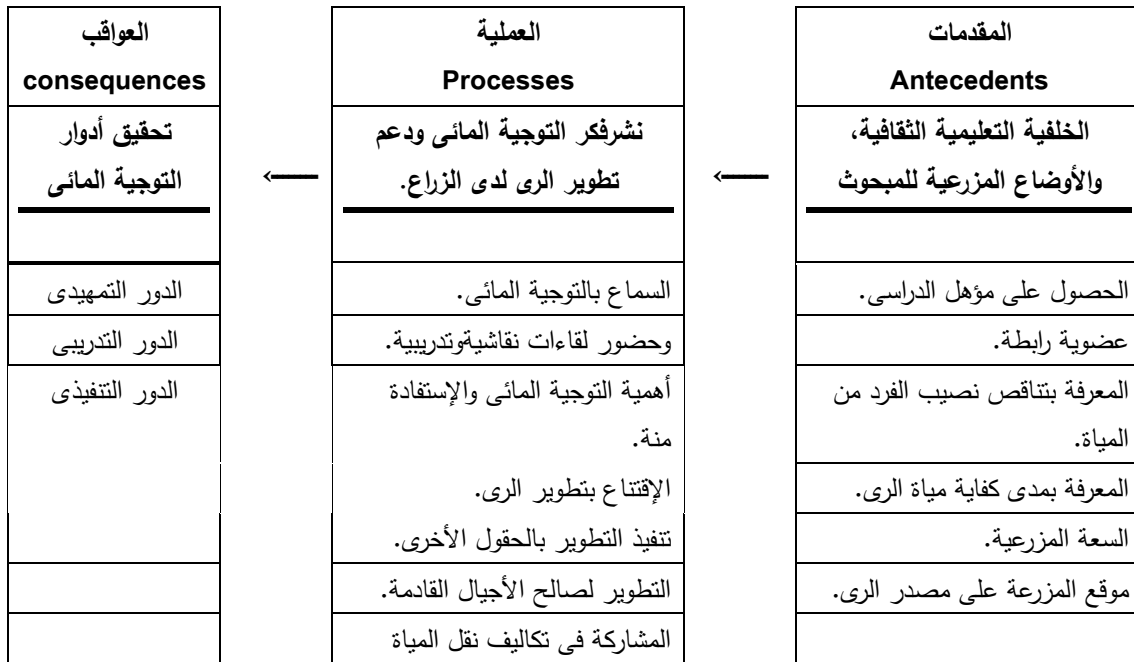 المقدمات
Antecedents
الخلفية التعليمية الثقافية،
والأوضاع المزرعية للمبحوث
الحصول على مؤهل الدراسى.
عضوية رابطة.
المعرفة بتناقص نصيب الفرد من
المياة.
المعرفة بمدى كفاية مياة الرى.
السعة المزرعية.
موقع المزرعة على مصدر الرى.
←
العملية
Processes
نشرفكر التوجية المائى ودعم
تطوير الرى لدى الزراع.
السماع بالتوجية المائى.
وحضور لقاءات نقاشيةوتدريبية.
أهمية التوجية المائى والإستفادة
منة.
الإقتناع بتطوير الرى.
تنفيذ التطوير بالحقول الأخرى.
التطوير لصالح الأجيال القادمة.
المشاركة فى تكاليف نقل المياة
←
العواقب
consequences
تحقيق أدوار
التوجية المائى
الدور التمهيدى
الدور التدريبى
الدور التنفيذى